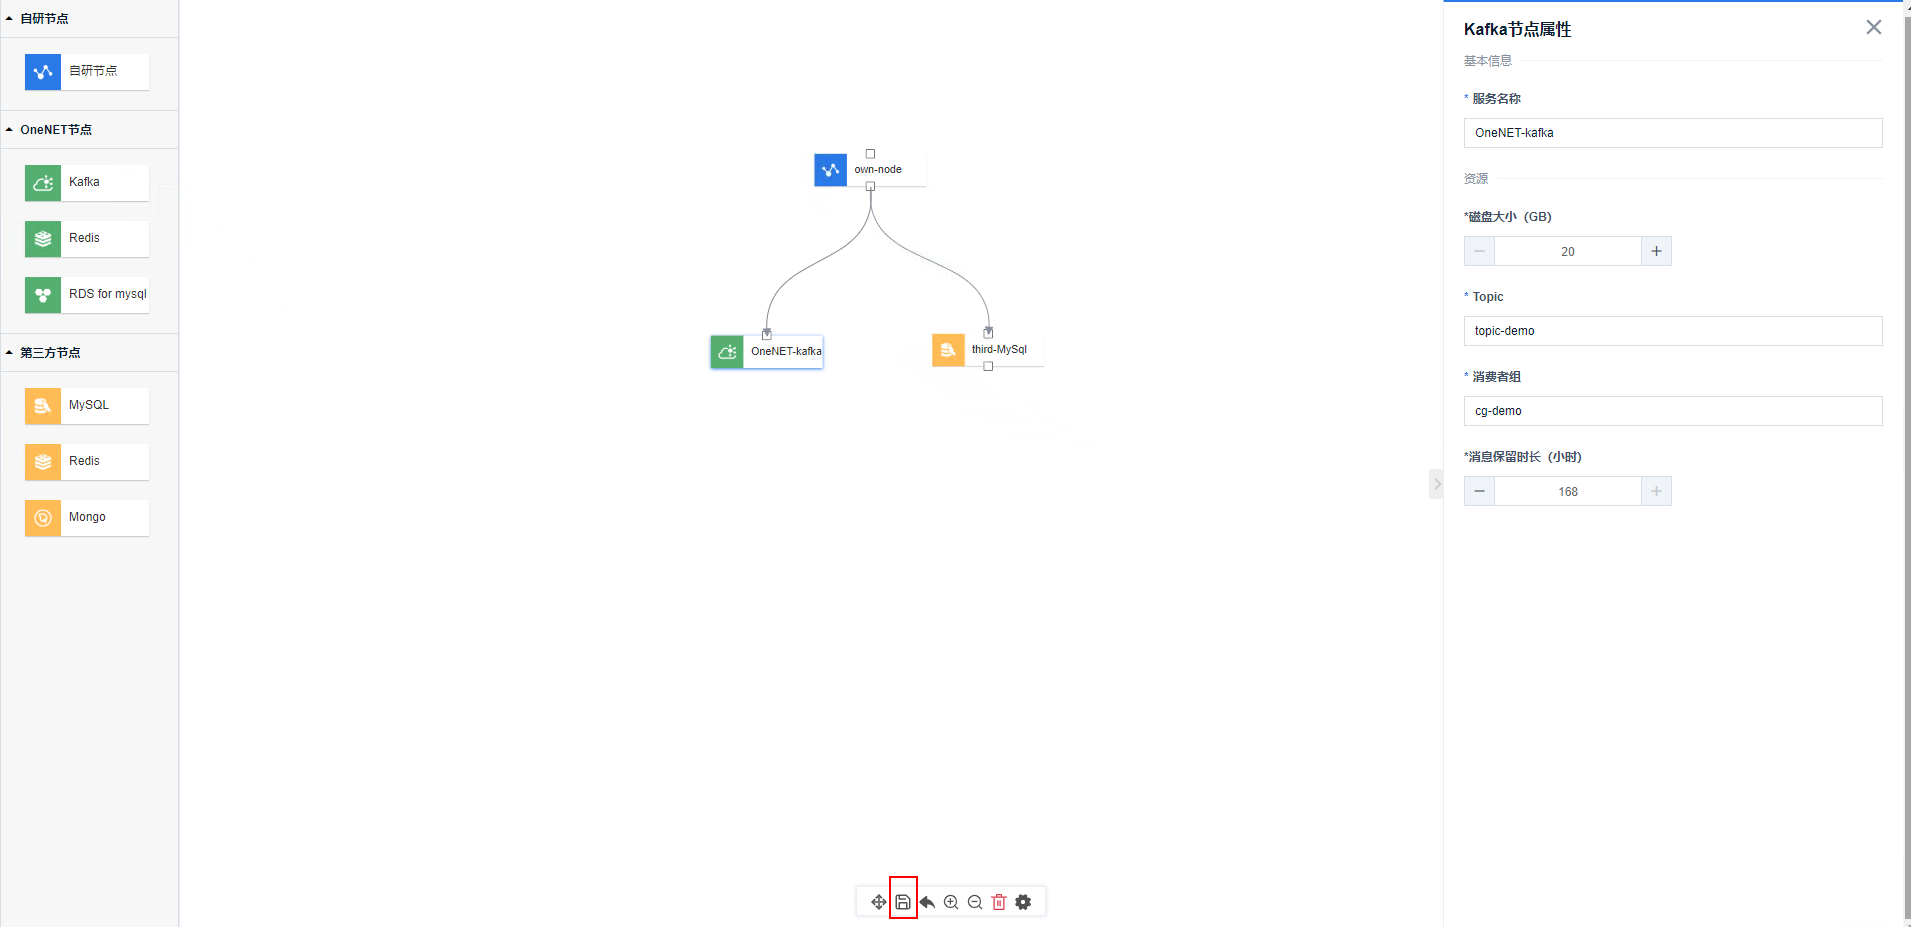 自研节点
自研节点
OneNET节点
Kafka
Redis
RDS for mysql
第三方节点
MySQL
Redis
Mongo
own-node
OneNET-kafka
third-MySql
Kafka节点属性
基本信息
* 服务名称
OneNET-kafka
资源
*磁盘大小（GB）
20
* Topic
topic-demo
* 消费者组
cg-demo
*消息保留时长（小时）
168